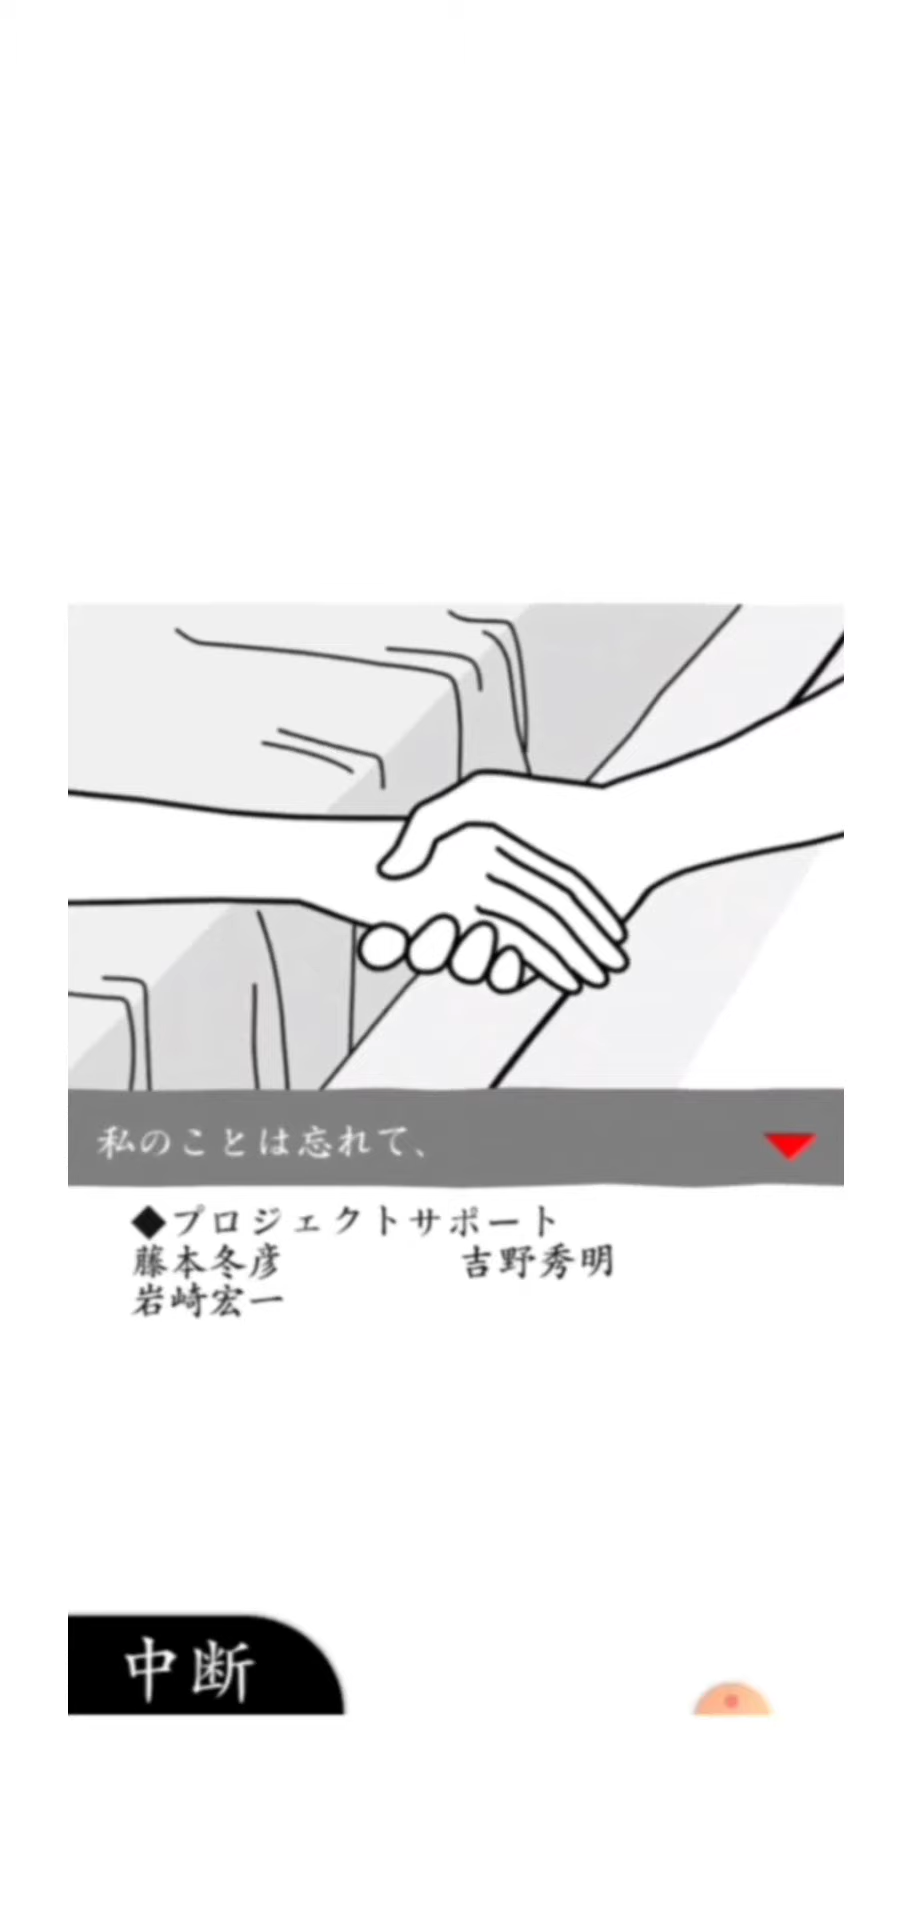 私のことは忘れて、
◆プロジェクトサポート
藤本冬彦 吉野秀明
岩崎宏一
中断